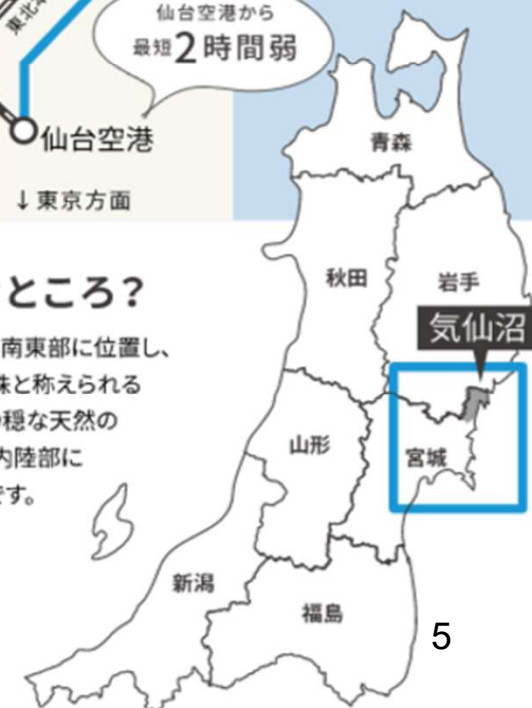 東北
仙台空港から
最短2時間弱
仙台空港
↓東京方面
ところ？
南東部に位置し、
と称えられる
穏な天然の
内陸部に
です。
青森
秋田
岩手
気仙沼
山形
宮城
新潟
福島
5